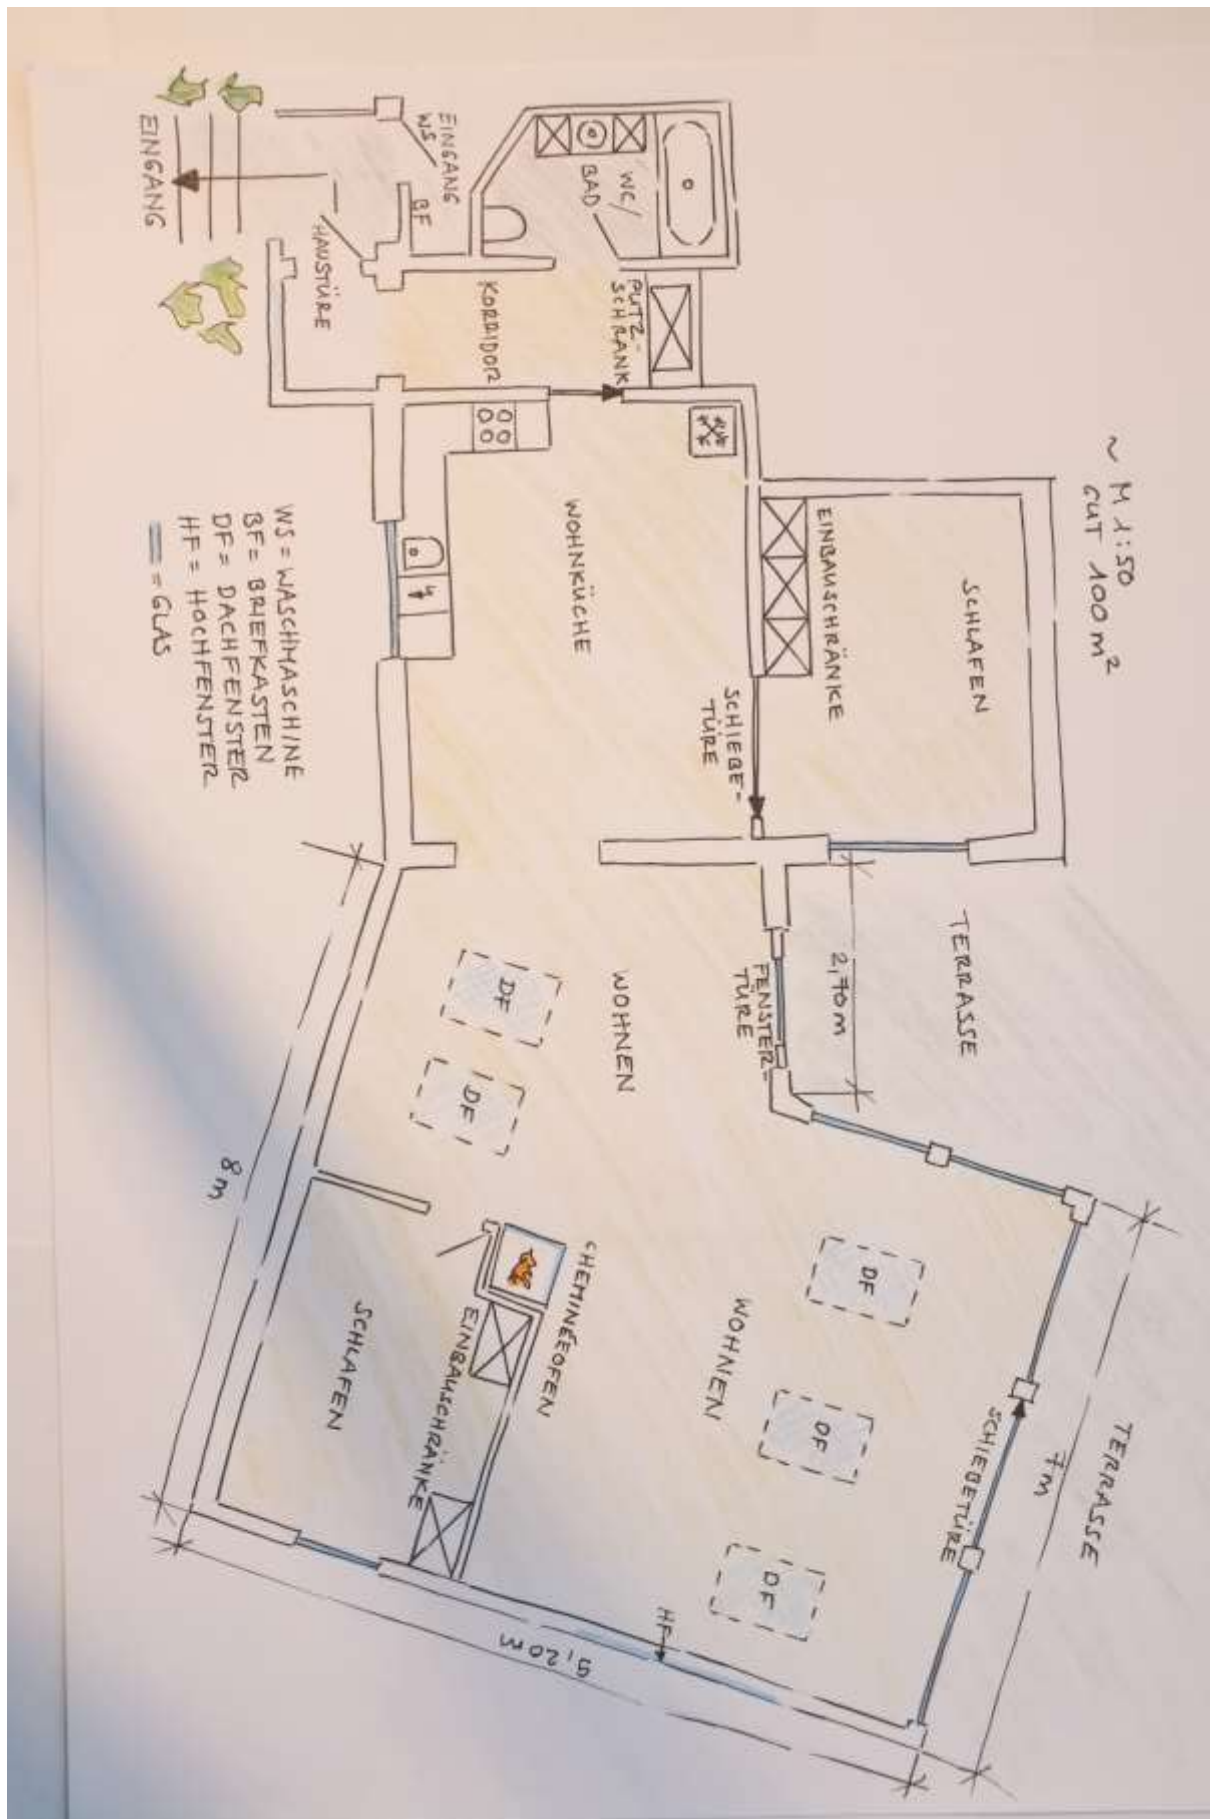 ~ M 1:50
GUT 100 m²
EINGANG
EINGANG
WS
BF
HAUSTÜRE
WC/
BAD
KORRIDOR
PUTZ-
SCHRANK
WOHNKÜCHE
EINBAUSCHRÄNKE
SCHLAFEN
SCHIEBE-
TÜRE
WS = WASCHMASCHINE
BF = BRIEFKASTEN
DF = DACHFENSTER
HF = HOCHFENSTER
= GLAS
TERRASSE
2,70 m
FENSTER-
TÜRE
WOHNEN
DF
DF
8 m
CHEMINÉEOFEN
EINBAUSCHRÄNKE
SCHLAFEN
WOHNEN
DF
DF
DF
SCHIEBETÜRE
7 m
TERRASSE
HF
9,20 m